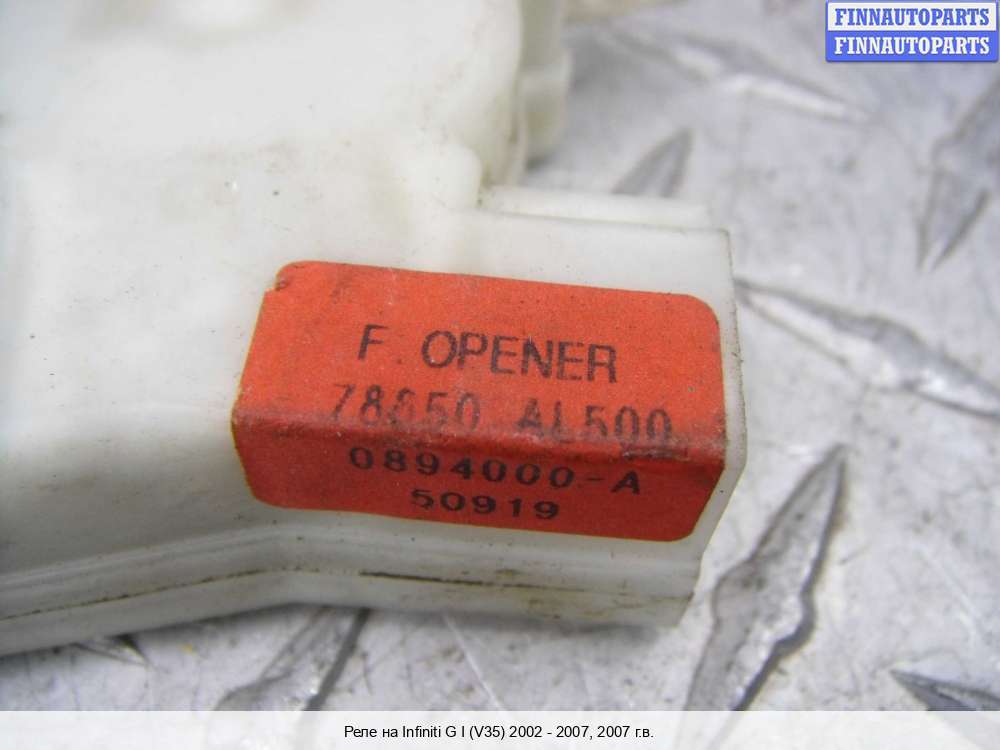 FINNAUTOPARTS
FINNAUTOPARTS
F. OPENER
78850 AL500
0894000-A
50919
Реле на Infiniti G I (V35) 2002 - 2007, 2007 г.в.